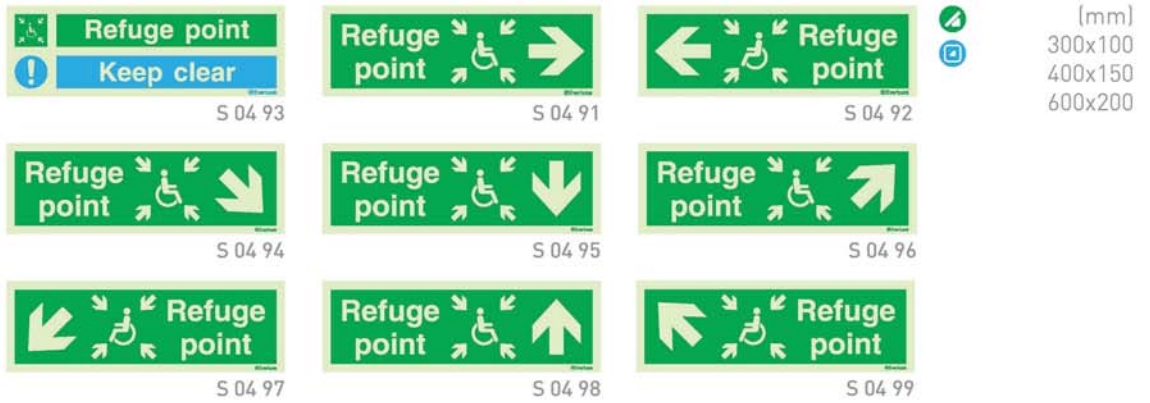 Refuge point
! Keep clear
S 04 93
Refuge
point
S 04 91
Refuge
point
S 04 92
(mm)
300x100
400x150
600x200
Refuge
point
S 04 94
Refuge
point
S 04 95
Refuge
point
S 04 96
Refuge
point
S 04 97
Refuge
point
S 04 98
Refuge
point
S 04 99